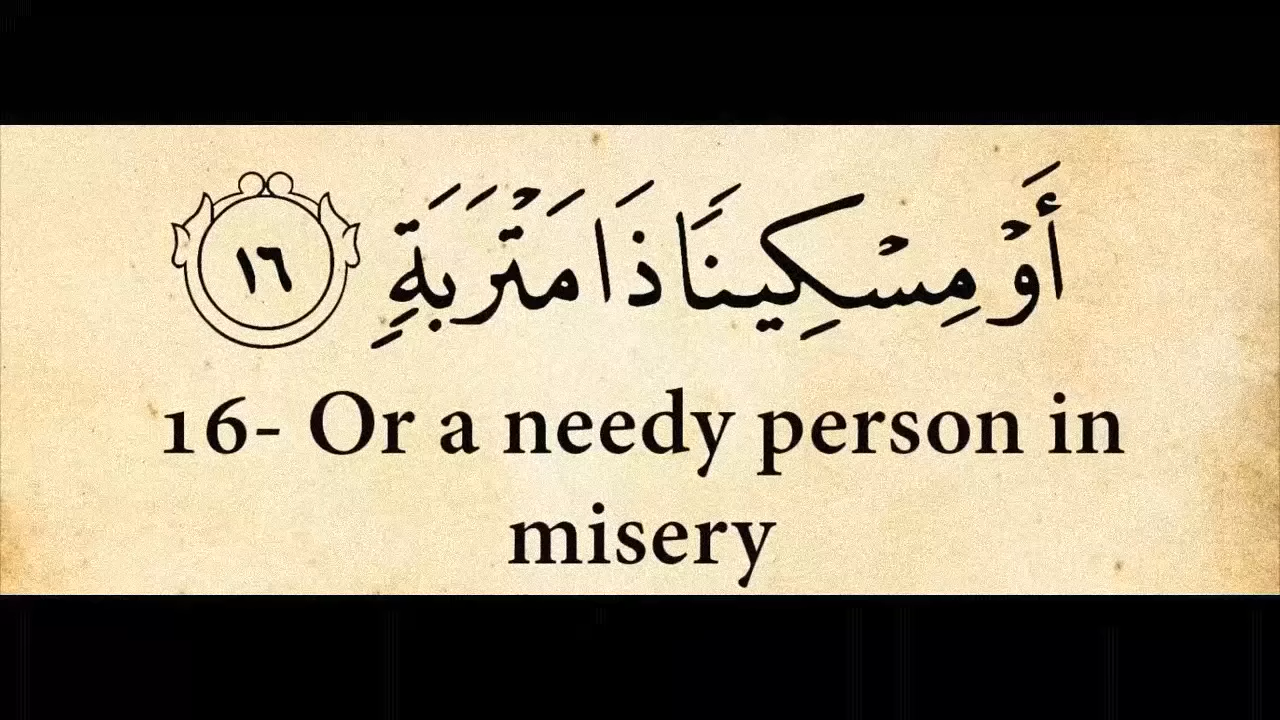 أَوْ مِسْكِينًا ذَا مَتْرَبَةٍ ١٦
16- Or a needy person in
misery